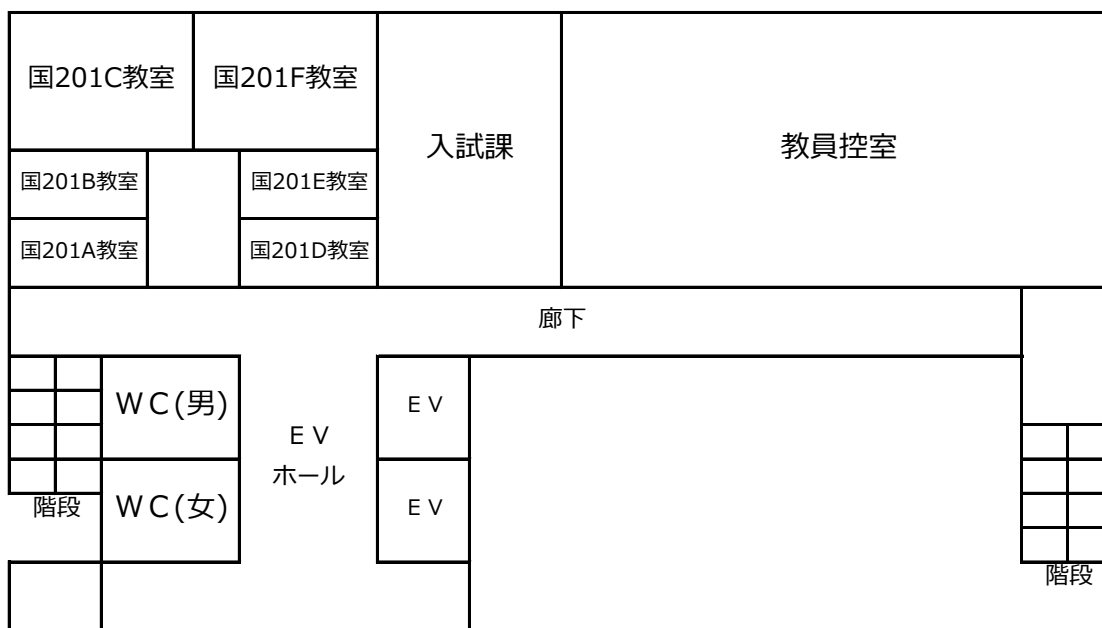 国201C教室
国201F教室
入試課
教員控室
国201B教室
国201E教室
国201A教室
国201D教室
廊下
ＷＣ(男)
ＥＶ
ホール
ＥＶ
ＷＣ(女)
ＥＶ
階段
階段